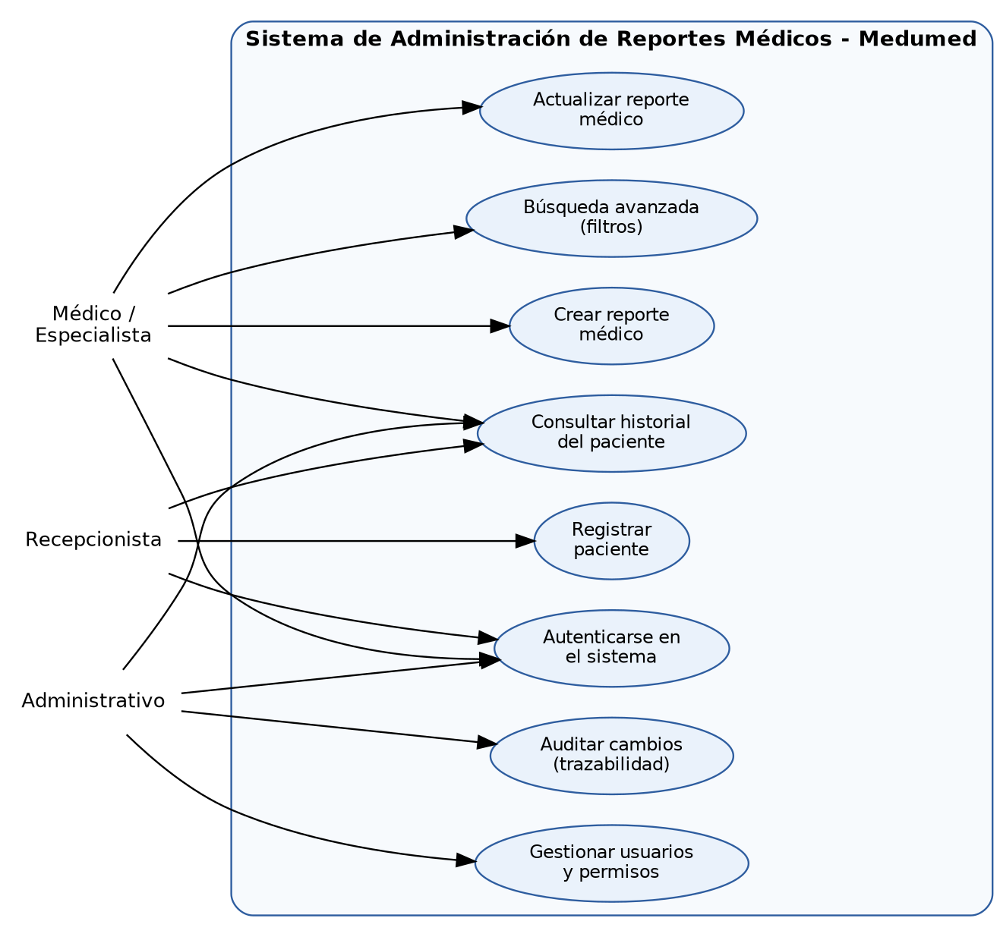 Sistema de Administración de Reportes Médicos - Medumed
Actualizar reporte
médico
Búsqueda avanzada
(filtros)
Médico /
Especialista
Crear reporte
médico
Consultar historial
del paciente
Recepcionista
Registrar
paciente
Autenticarse en
el sistema
Administrativo
Auditar cambios
(trazabilidad)
Gestionar usuarios
y permisos